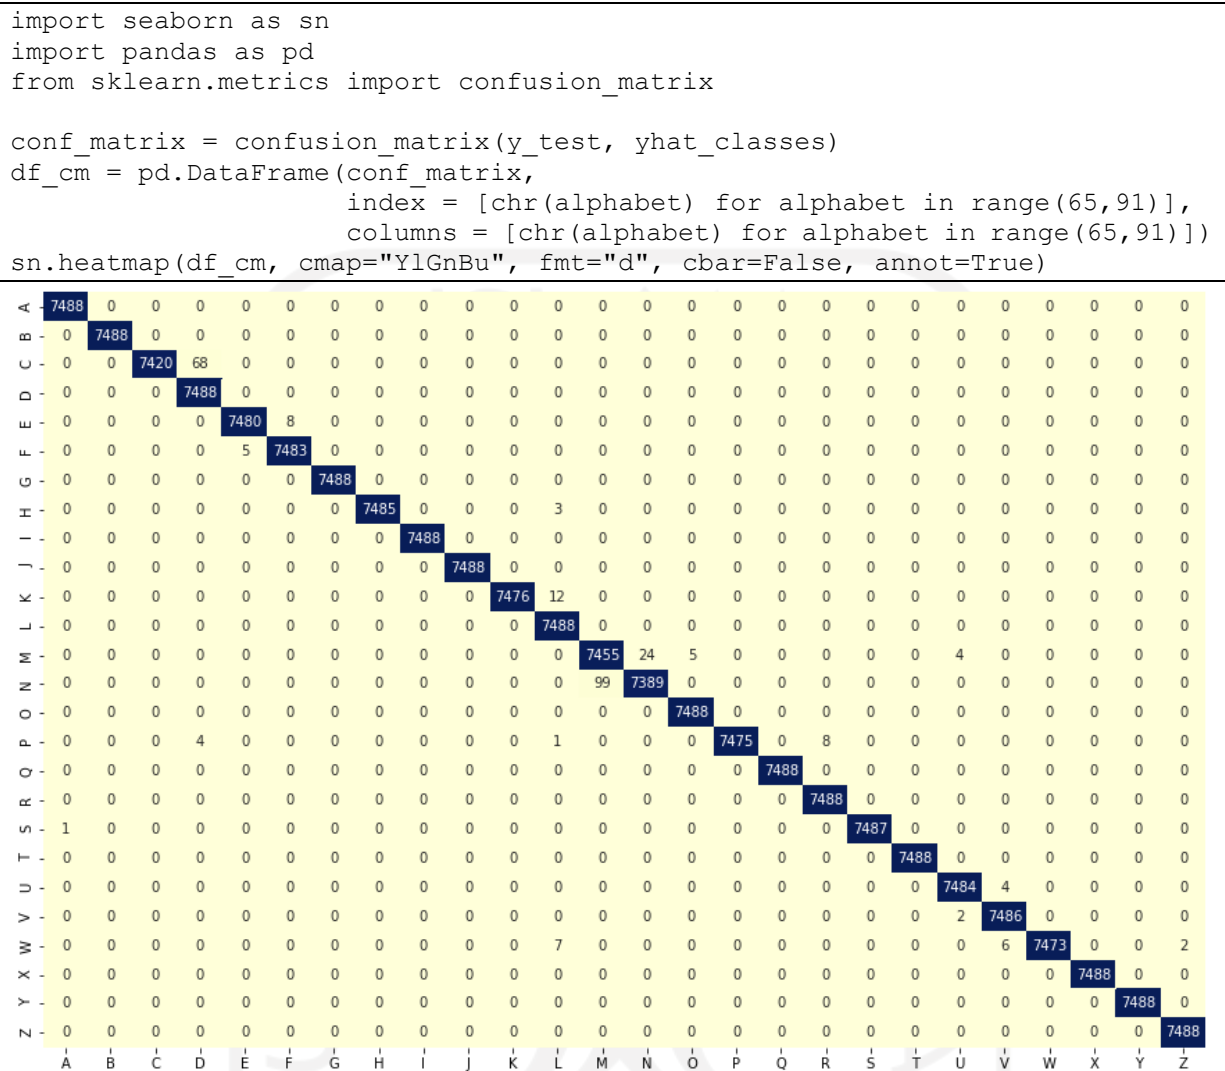 import seaborn as sn
import pandas as pd
from sklearn.metrics import confusion_matrix
conf_matrix = confusion_matrix(y_test, yhat_classes)
df_cm = pd.DataFrame(conf_matrix,
index = [chr(alphabet) for alphabet in range(65,91)],
columns = [chr(alphabet) for alphabet in range(65,91)])
sn.heatmap(df_cm, cmap="YlGnBu", fmt="d", cbar=False, annot=True)
A 7488 0 0 0 0 0 0 0 0 0 0 0 0 0 0 0 0 0 0 0 0 0 0 0 0 0
B 0 7488 0 0 0 0 0 0 0 0 0 0 0 0 0 0 0 0 0 0 0 0 0 0 0 0
C 0 0 7420 68 0 0 0 0 0 0 0 0 0 0 0 0 0 0 0 0 0 0 0 0 0 0
D 0 0 0 7488 0 0 0 0 0 0 0 0 0 0 0 0 0 0 0 0 0 0 0 0 0 0
E 0 0 0 0 7480 8 0 0 0 0 0 0 0 0 0 0 0 0 0 0 0 0 0 0 0 0
F 0 0 0 0 5 7483 0 0 0 0 0 0 0 0 0 0 0 0 0 0 0 0 0 0 0 0
G 0 0 0 0 0 0 7488 0 0 0 0 0 0 0 0 0 0 0 0 0 0 0 0 0 0 0
H 0 0 0 0 0 0 0 7485 0 0 0 3 0 0 0 0 0 0 0 0 0 0 0 0 0 0
I 0 0 0 0 0 0 0 0 7488 0 0 0 0 0 0 0 0 0 0 0 0 0 0 0 0 0
J 0 0 0 0 0 0 0 0 0 7488 0 0 0 0 0 0 0 0 0 0 0 0 0 0 0 0
K 0 0 0 0 0 0 0 0 0 0 7476 12 0 0 0 0 0 0 0 0 0 0 0 0 0 0
L 0 0 0 0 0 0 0 0 0 0 0 7488 0 0 0 0 0 0 0 0 0 0 0 0 0 0
M 0 0 0 0 0 0 0 0 0 0 0 0 7455 24 5 0 0 0 0 0 4 0 0 0 0 0
N 0 0 0 0 0 0 0 0 0 0 0 0 99 7389 0 0 0 0 0 0 0 0 0 0 0 0
O 0 0 0 0 0 0 0 0 0 0 0 0 0 0 7488 0 0 0 0 0 0 0 0 0 0 0
P 0 0 0 4 0 0 0 0 0 0 0 1 0 0 0 7475 0 8 0 0 0 0 0 0 0 0
Q 0 0 0 0 0 0 0 0 0 0 0 0 0 0 0 0 7488 0 0 0 0 0 0 0 0 0
R 0 0 0 0 0 0 0 0 0 0 0 0 0 0 0 0 0 7488 0 0 0 0 0 0 0 0
S 1 0 0 0 0 0 0 0 0 0 0 0 0 0 0 0 0 0 7487 0 0 0 0 0 0 0
T 0 0 0 0 0 0 0 0 0 0 0 0 0 0 0 0 0 0 0 7488 0 0 0 0 0 0
U 0 0 0 0 0 0 0 0 0 0 0 0 0 0 0 0 0 0 0 0 7484 4 0 0 0 0
V 0 0 0 0 0 0 0 0 0 0 0 0 0 0 0 0 0 0 0 0 2 7486 0 0 0 0
W 0 0 0 0 0 0 0 0 0 0 0 7 0 0 0 0 0 0 0 0 0 6 7473 0 0 2
X 0 0 0 0 0 0 0 0 0 0 0 0 0 0 0 0 0 0 0 0 0 0 0 7488 0 0
Y 0 0 0 0 0 0 0 0 0 0 0 0 0 0 0 0 0 0 0 0 0 0 0 0 7488 0
Z 0 0 0 0 0 0 0 0 0 0 0 0 0 0 0 0 0 0 0 0 0 0 0 0 0 7488
A B C D E F G H I J K L M N O P Q R S T U V W X Y Z